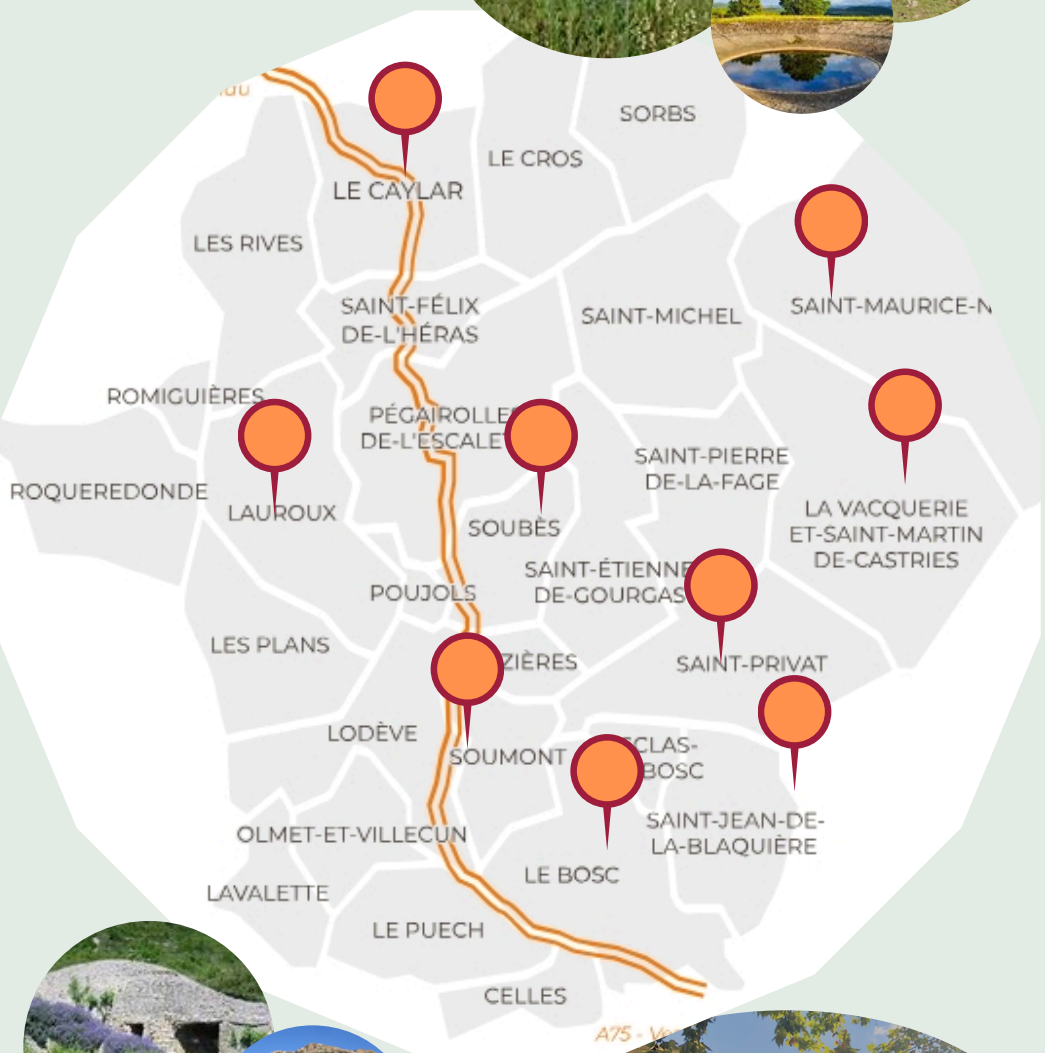 SORBS
LE CROS
LE CAYLAR
LES RIVES
SAINT-MAURICE-N
SAINT-FÉLIX
DE-L'HÉRAS
SAINT-MICHEL
ROMIGUIÈRES
PÉGAIROLLE
DE-L'ESCALE
SAINT-PIERRE
DE-LA-FAGE
ROQUEREDONDE
LAUROUX
SOUBÈS
LA VACQUERIE
ET-SAINT-MARTIN
DE-CASTRIES
SAINT-ÉTIENNE
DE-GOURGAS
POUJOLS
LES PLANS
ZIÈRES
SAINT-PRIVAT
LODÈVE
SOUMONT
CLAS-
BOSC
SAINT-JEAN-DE-
LA-BLAQUIÈRE
OLMET-ET-VILLECUN
LE BOSC
LAVALETTE
LE PUECH
CELLES
A75 -